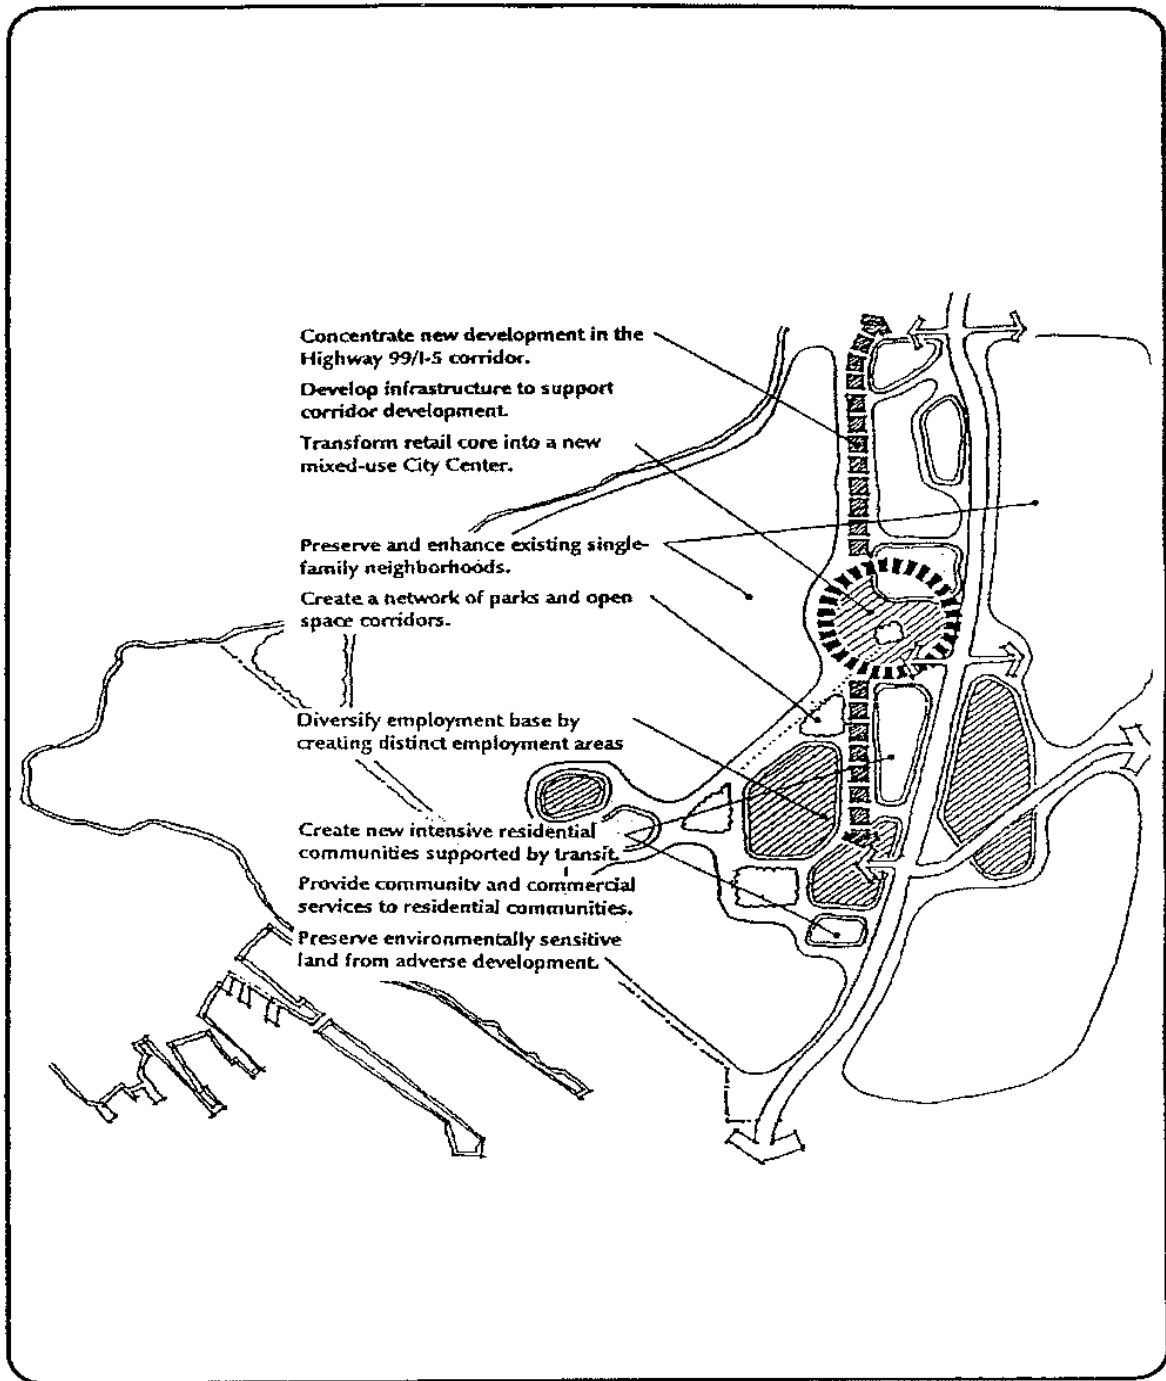 Concentrate new development in the
Highway 99/I-5 corridor.
Develop infrastructure to support
corridor development.
Transform retail core into a new
mixed-use City Center.
Preserve and enhance existing single-
family neighborhoods.
Create a network of parks and open
space corridors.
Diversify employment base by
creating distinct employment areas
Create new intensive residential
communities supported by transit.
Provide community and commercial
services to residential communities.
Preserve environmentally sensitive
land from adverse development.